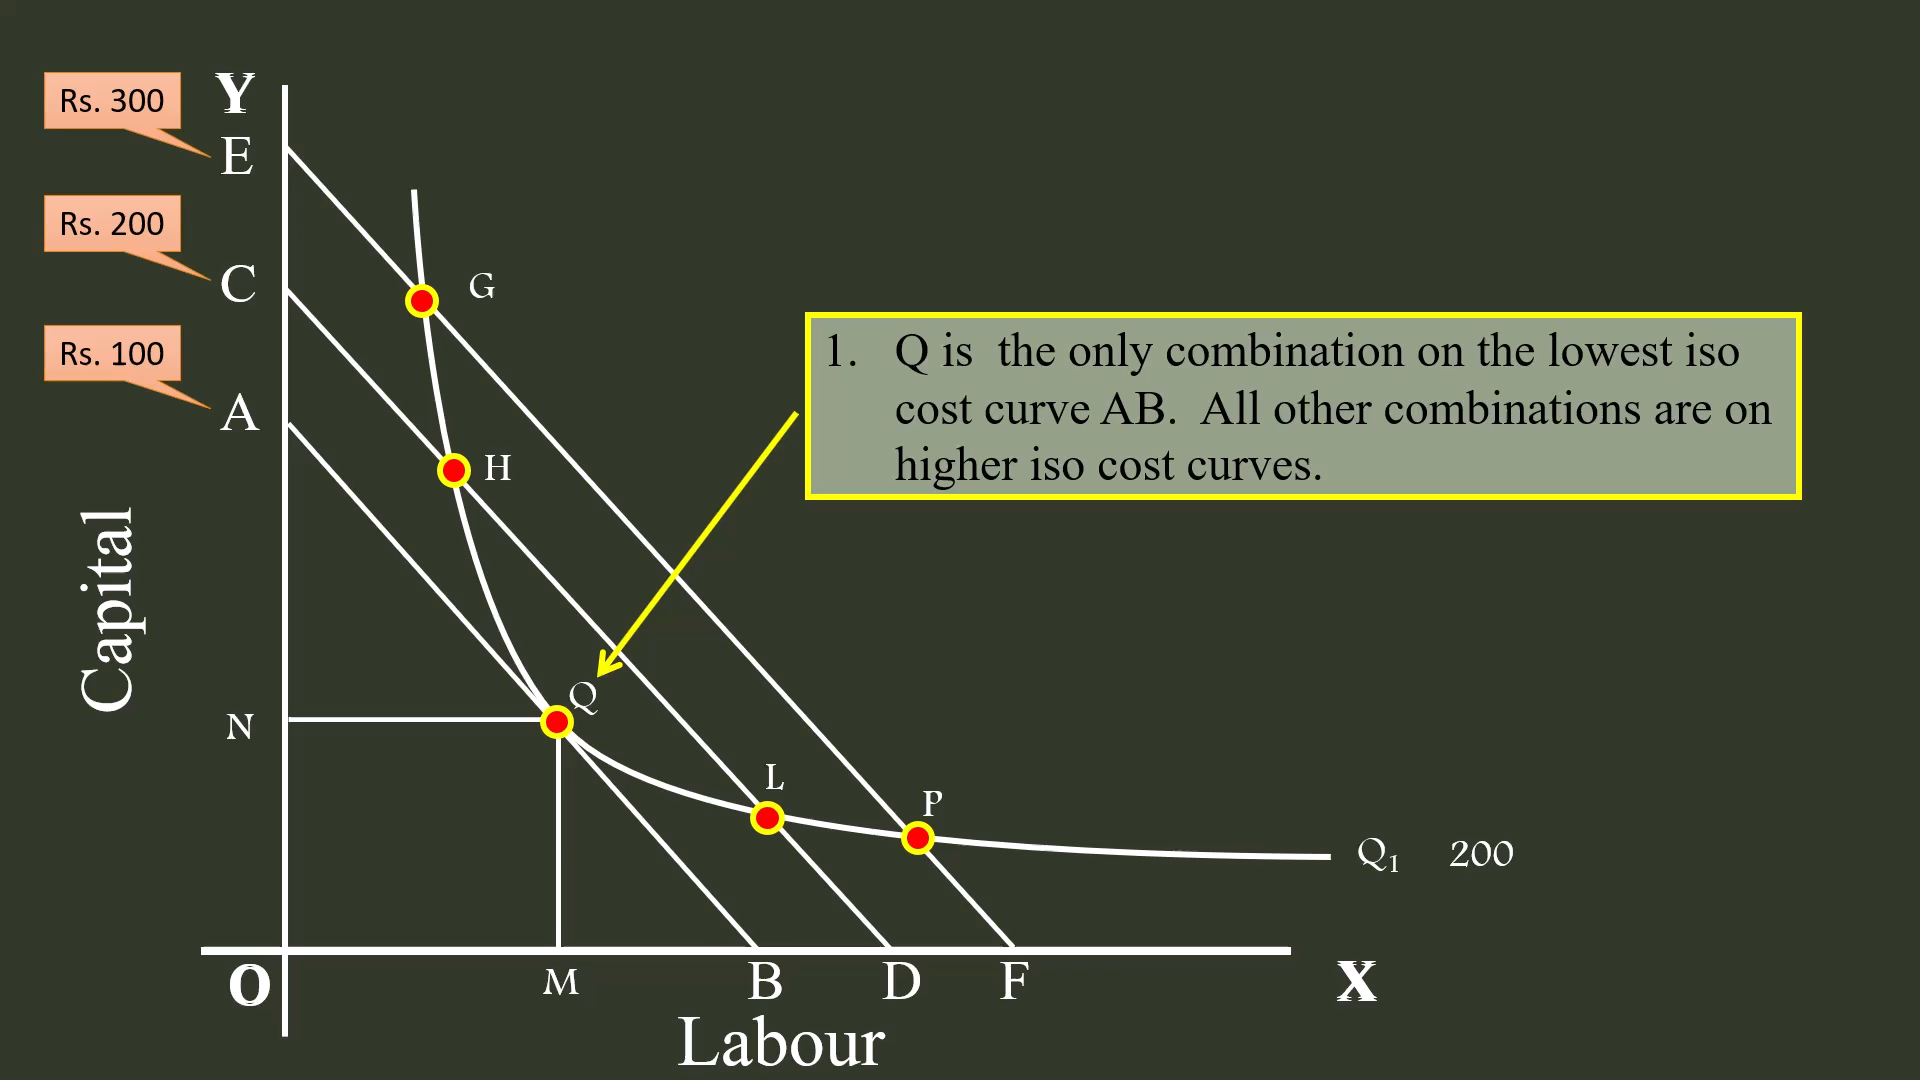 Rs. 300
Y
E
Rs. 200
C
G
Rs. 100
A
1. Q is the only combination on the lowest iso
cost curve AB. All other combinations are on
higher iso cost curves.
H
Capital
Q
N
L
P
Q1 200
O
M
B
D
F
X
Labour